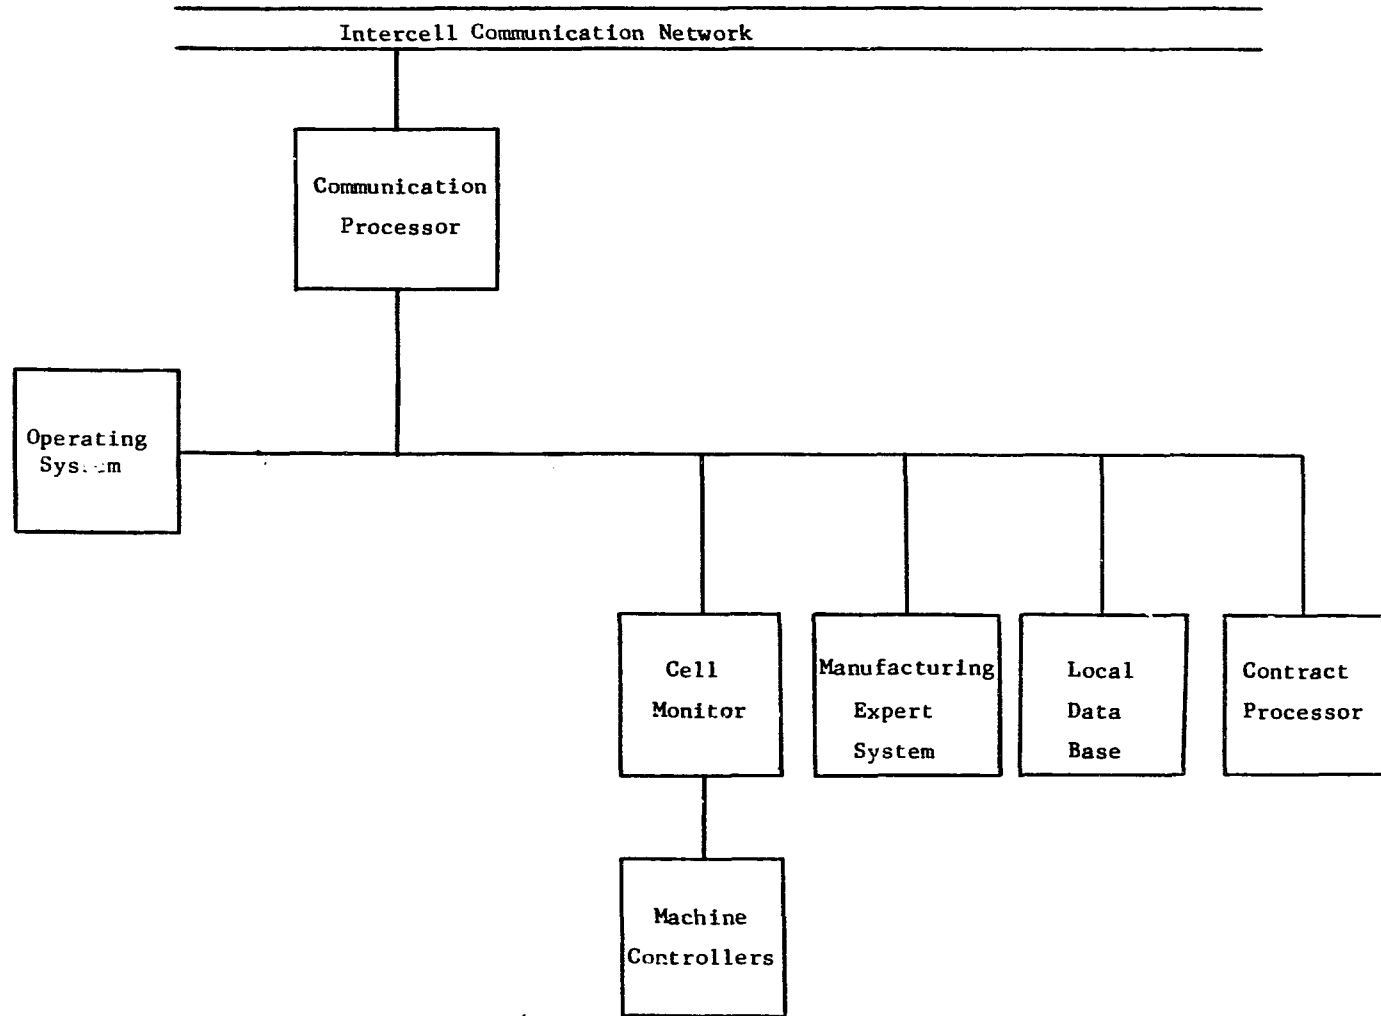 Intercell Communication Network
Communication
Processor
Operating
Cell
Monitor
Manufacturing
Expert
System
Local
Data
Base
Contract
Processor
Machine
Controllers